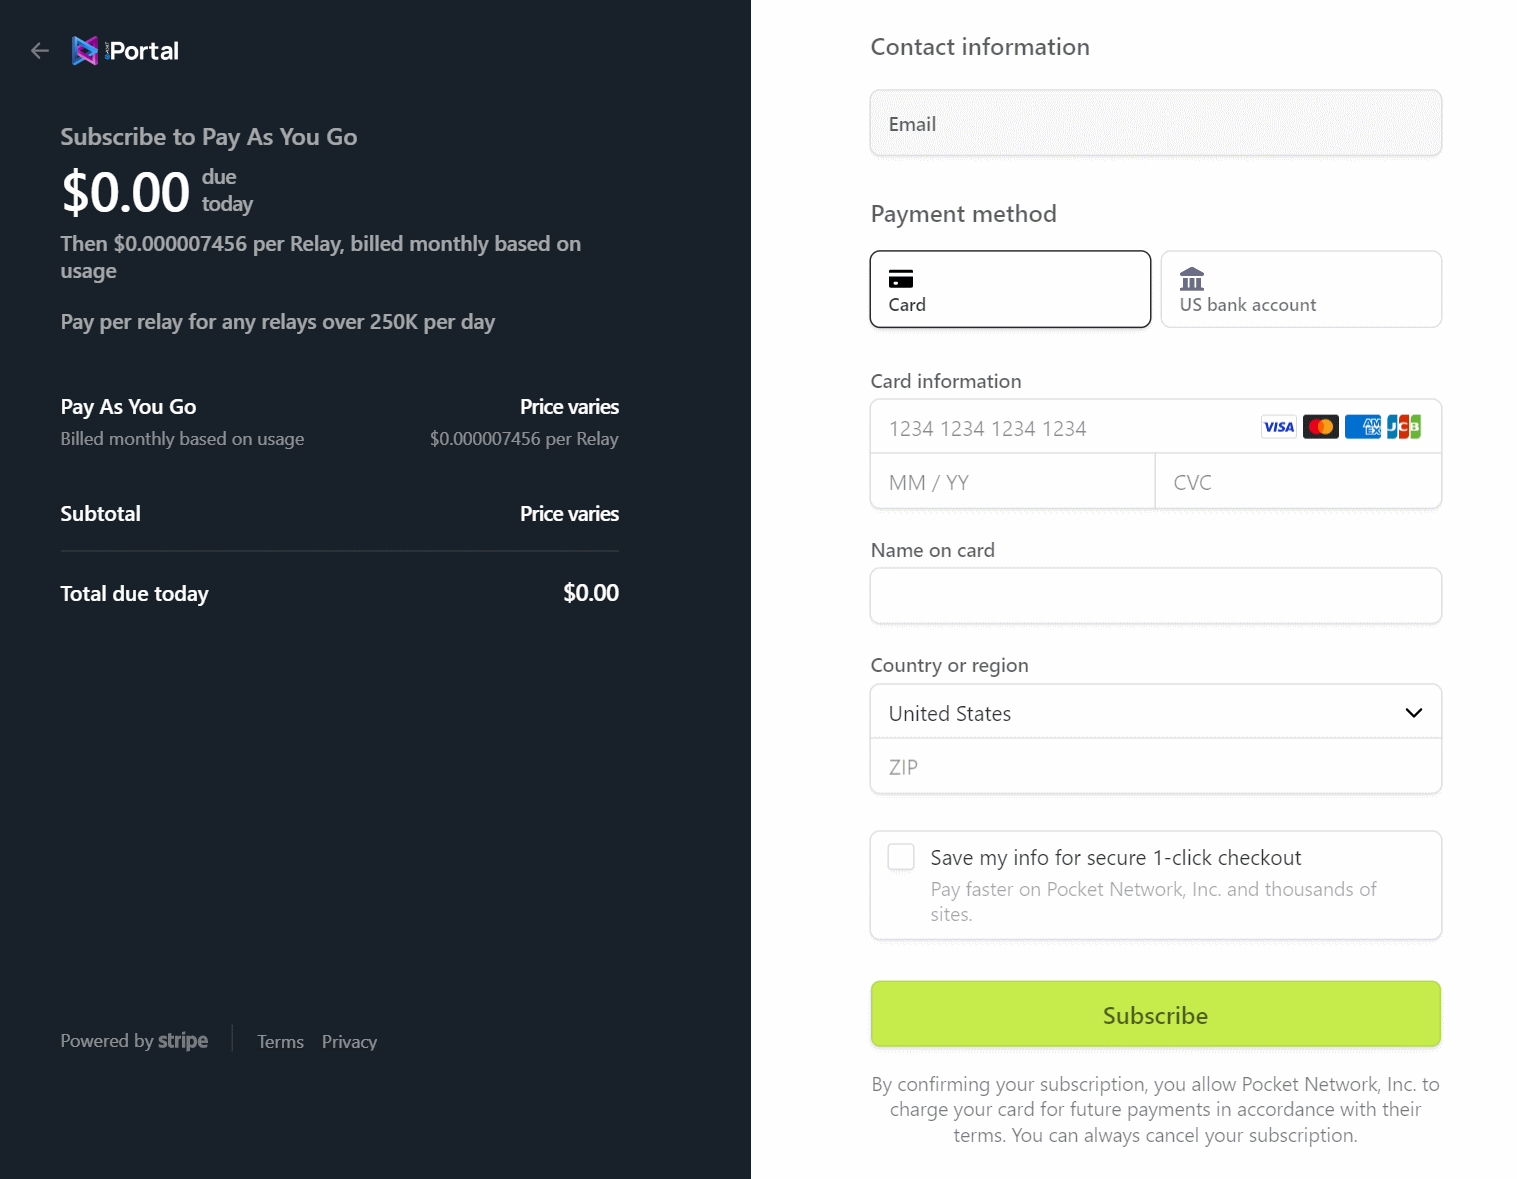 Portal
Subscribe to Pay As You Go
$0.00 due
today
Then $0.000007456 per Relay, billed monthly based on
usage
Pay per relay for any relays over 250K per day
Pay As You Go Price varies
Billed monthly based on usage $0.000007456 per Relay
Subtotal Price varies
Total due today $0.00
Powered by stripe Terms Privacy
Contact information
Email
Payment method
Card US bank account
Card information
1234 1234 1234 1234 VISA AM EX JCB
MM / YY CVC
Name on card
Country or region
United States
ZIP
Save my info for secure 1-click checkout
Pay faster on Pocket Network, Inc. and thousands of
sites.
Subscribe
By confirming your subscription, you allow Pocket Network, Inc. to
charge your card for future payments in accordance with their
terms. You can always cancel your subscription.